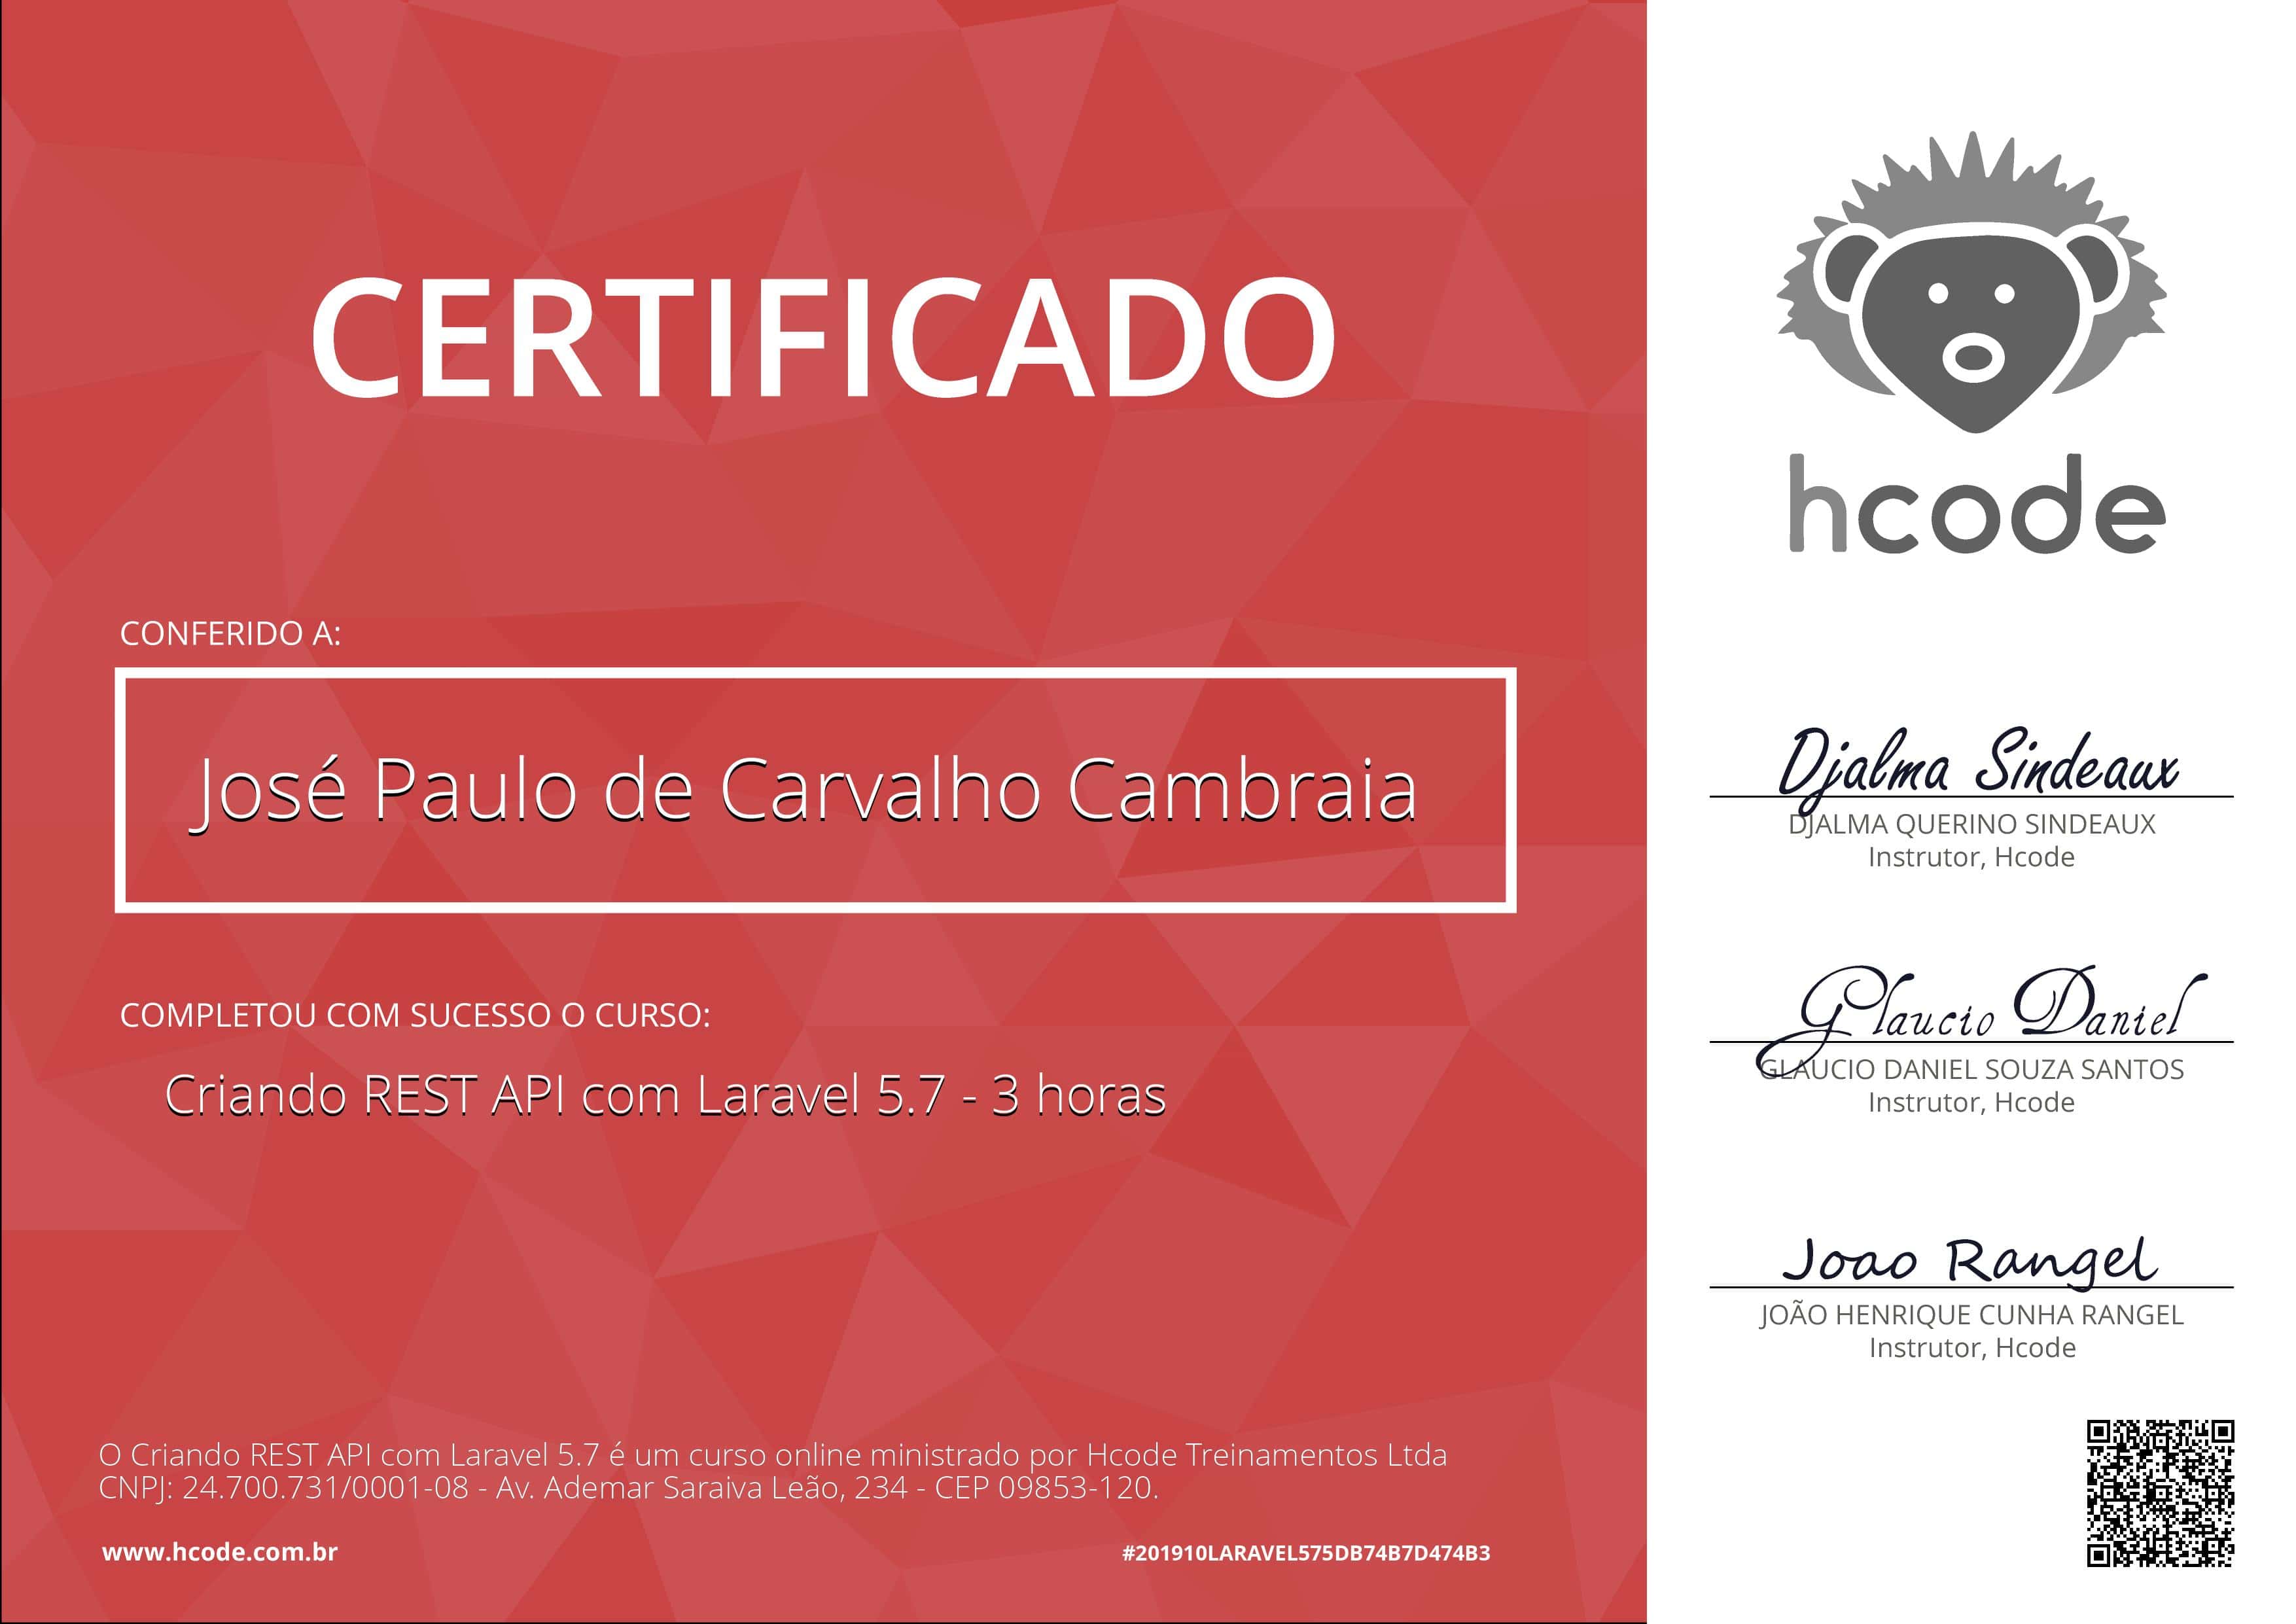 CERTIFICADO
CONFERIDO A:
José Paulo de Carvalho Cambraia
COMPLETOU COM SUCESSO O CURSO:
Criando REST API com Laravel 5.7 - 3 horas
O Criando REST API com Laravel 5.7 é um curso online ministrado por Hcode Treinamentos Ltda
CNPJ: 24.700.731/0001-08 - Av. Ademar Saraiva Leão, 234 - CEP 09853-120.
www.hcode.com.br
#201910LARAVEL575DB74B7D474B3
hcode
Djalma Sindeaux
DJALMA QUERINO SINDEAUX
Instrutor, Hcode
Glaucio Daniel
GLAUCIO DANIEL SOUZA SANTOS
Instrutor, Hcode
Joao Rangel
JOÃO HENRIQUE CUNHA RANGEL
Instrutor, Hcode